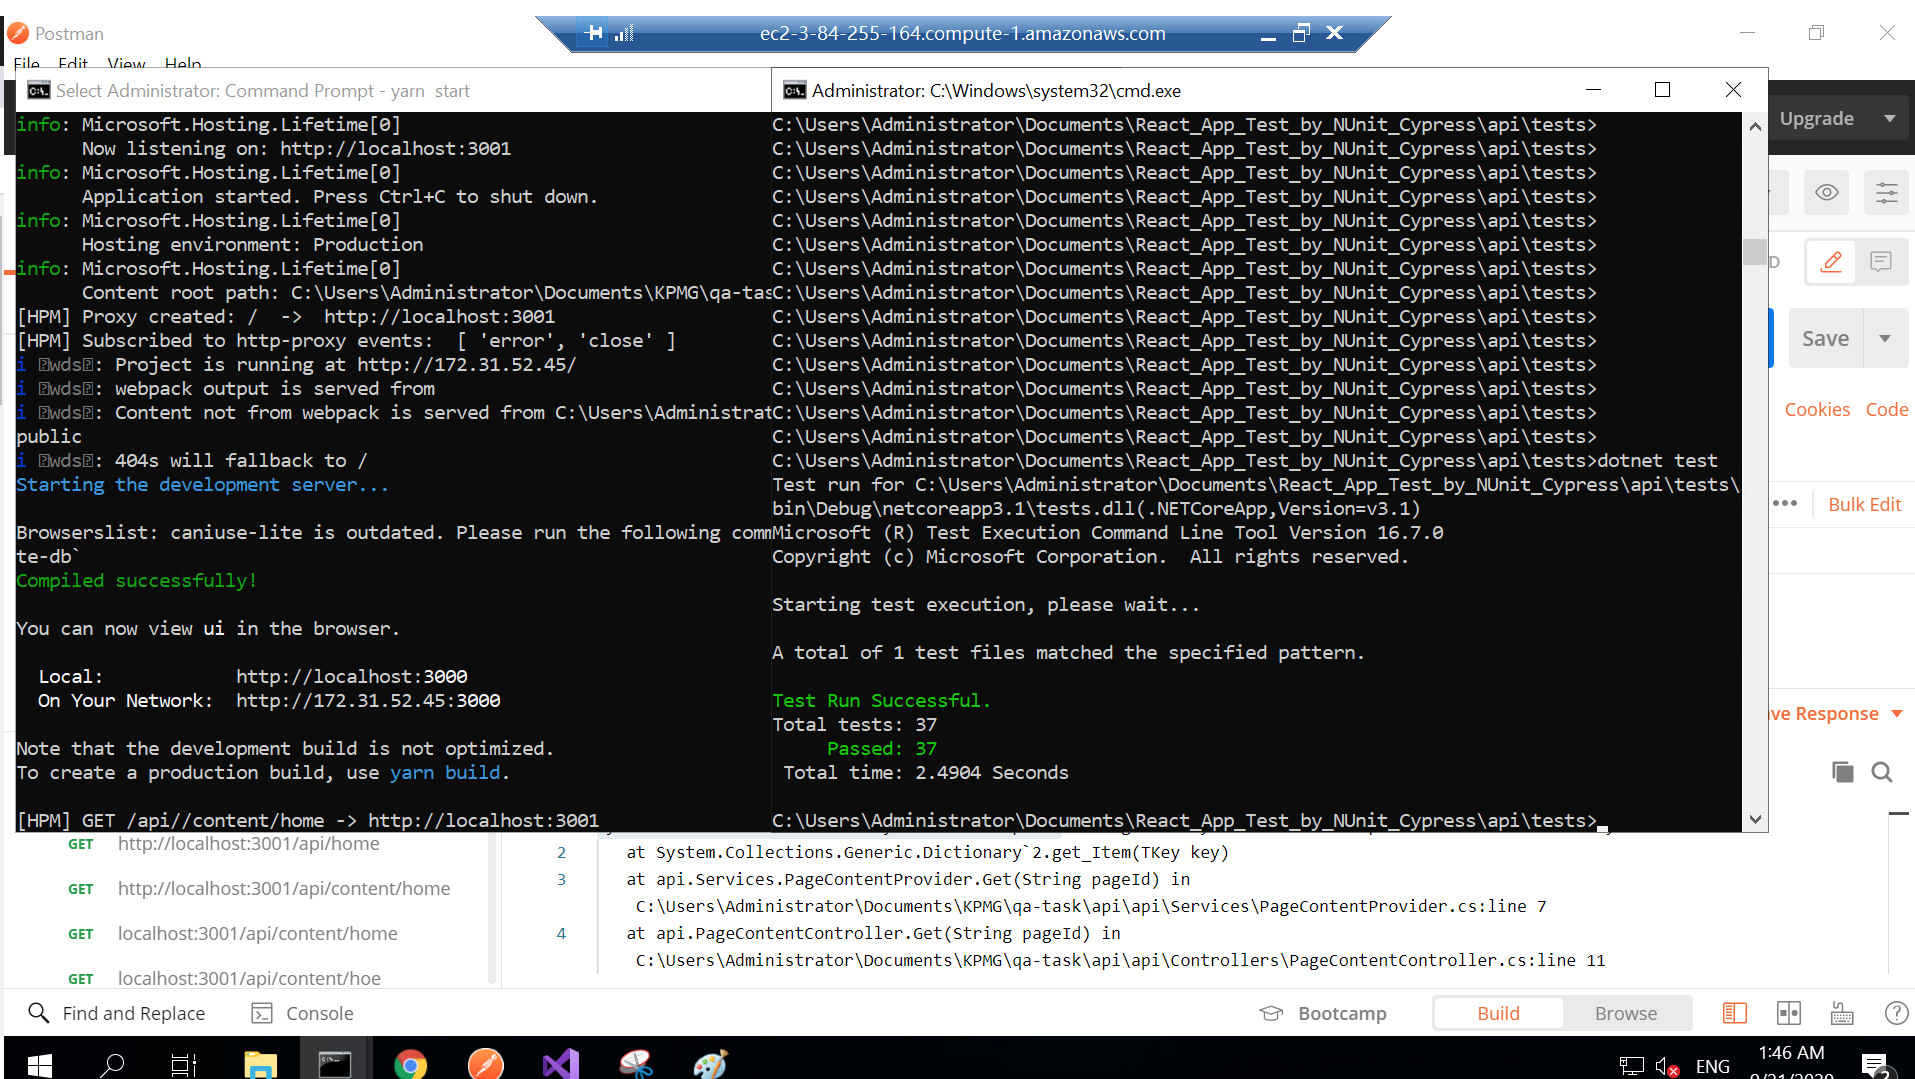 ec2-3-84-255-164.compute-1.amazonaws.com
Postman
File Edit View Help
Select Administrator: Command Prompt - yarn  start
info: Microsoft.Hosting.Lifetime[0]
Now listening on: http://localhost:3001
info: Microsoft.Hosting.Lifetime[0]
Application started. Press Ctrl+C to shut down.
info: Microsoft.Hosting.Lifetime[0]
Hosting environment: Production
info: Microsoft.Hosting.Lifetime[0]
Content root path: C:\Users\Administrator\Documents\KPMG\qa-tas
[HPM] Proxy created: /  ->  http://localhost:3001
[HPM] Subscribed to http-proxy events:  [ 'error', 'close' ]
i wds: Project is running at http://172.31.52.45/
i wds: webpack output is served from
i wds: Content not from webpack is served from C:\Users\Administrat
public
i wds: 404s will fallback to /
Starting the development server...
Browserslist: caniuse-lite is outdated. Please run the following comm
te-db`
Compiled successfully!
You can now view ui in the browser.
Local:            http://localhost:3000
On Your Network:  http://172.31.52.45:3000
Note that the development build is not optimized.
To create a production build, use yarn build.
[HPM] GET /api//content/home -> http://localhost:3001
Administrator: C:\Windows\system32\cmd.exe
C:\Users\Administrator\Documents\React_App_Test_by_NUnit_Cypress\api\tests>
C:\Users\Administrator\Documents\React_App_Test_by_NUnit_Cypress\api\tests>
C:\Users\Administrator\Documents\React_App_Test_by_NUnit_Cypress\api\tests>
C:\Users\Administrator\Documents\React_App_Test_by_NUnit_Cypress\api\tests>
C:\Users\Administrator\Documents\React_App_Test_by_NUnit_Cypress\api\tests>
C:\Users\Administrator\Documents\React_App_Test_by_NUnit_Cypress\api\tests>
C:\Users\Administrator\Documents\React_App_Test_by_NUnit_Cypress\api\tests>
C:\Users\Administrator\Documents\React_App_Test_by_NUnit_Cypress\api\tests>
C:\Users\Administrator\Documents\React_App_Test_by_NUnit_Cypress\api\tests>
C:\Users\Administrator\Documents\React_App_Test_by_NUnit_Cypress\api\tests>
C:\Users\Administrator\Documents\React_App_Test_by_NUnit_Cypress\api\tests>
C:\Users\Administrator\Documents\React_App_Test_by_NUnit_Cypress\api\tests>
C:\Users\Administrator\Documents\React_App_Test_by_NUnit_Cypress\api\tests>
C:\Users\Administrator\Documents\React_App_Test_by_NUnit_Cypress\api\tests>
C:\Users\Administrator\Documents\React_App_Test_by_NUnit_Cypress\api\tests>dotnet test
Test run for C:\Users\Administrator\Documents\React_App_Test_by_NUnit_Cypress\api\tests\
bin\Debug\netcoreapp3.1\tests.dll(.NETCoreApp,Version=v3.1)
Microsoft (R) Test Execution Command Line Tool Version 16.7.0
Copyright (c) Microsoft Corporation.  All rights reserved.
Starting test execution, please wait...
A total of 1 test files matched the specified pattern.
Test Run Successful.
Total tests: 37
Passed: 37
Total time: 2.4904 Seconds
C:\Users\Administrator\Documents\React_App_Test_by_NUnit_Cypress\api\tests>
Upgrade
Save
Cookies Code
Bulk Edit
Response
GET http://localhost:3001/api/home
GET http://localhost:3001/api/content/home
GET localhost:3001/api/content/home
GET localhost:3001/api/content/hoe
2 at System.Collections.Generic.Dictionary`2.get_Item(TKey key)
3 at api.Services.PageContentProvider.Get(String pageId) in
C:\Users\Administrator\Documents\KPMG\qa-task\api\api\Services\PageContentProvider.cs:line 7
4 at api.PageContentController.Get(String pageId) in
C:\Users\Administrator\Documents\KPMG\qa-task\api\api\Controllers\PageContentController.cs:line 11
Find and Replace Console Bootcamp Build Browse
ENG 1:46 AM